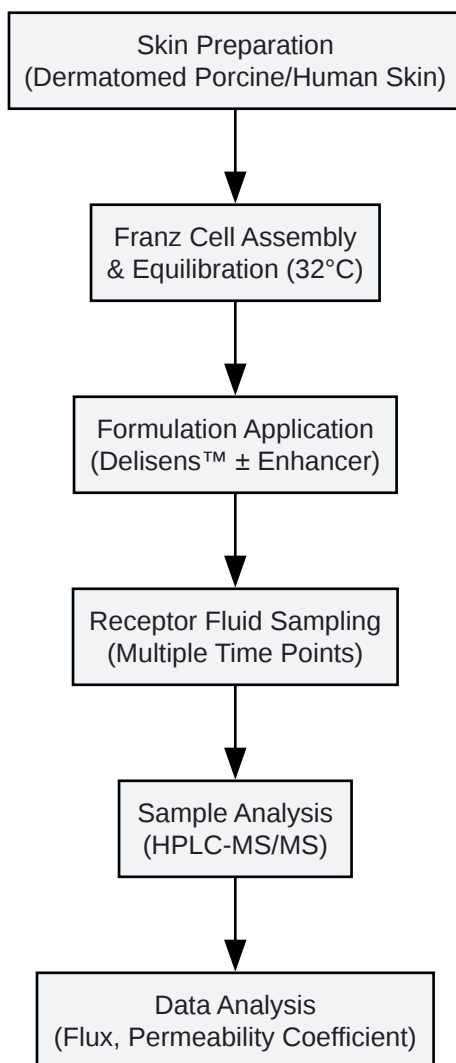 Skin Preparation
(Dermatomed Porcine/Human Skin)
Franz Cell Assembly
& Equilibration (32°C)
Formulation Application
(Delisens™ ± Enhancer)
Receptor Fluid Sampling
(Multiple Time Points)
Sample Analysis
(HPLC-MS/MS)
Data Analysis
(Flux, Permeability Coefficient)